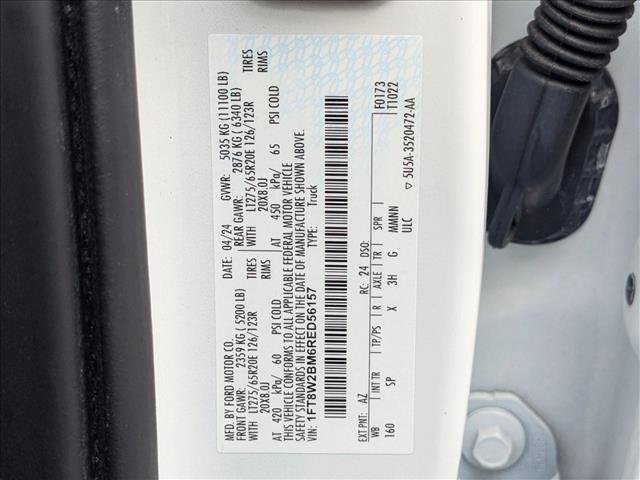 MFD. BY FORD MOTOR CO.
DATE: 04/24 GVWR: 5035 KG (11100 LB)
FRONT GAWR: 2359 KG ( 5200 LB) REAR GAWR: 2876 KG ( 6340 LB)
WITH LT275/65R20E 126/123R TIRES WITH LT275/65R20E 126/123R TIRES
20X8.0J RIMS 20X8.0J RIMS
AT 420 kPa/ 60 PSI COLD AT 450 kPa/ 65 PSI COLD
THIS VEHICLE CONFORMS TO ALL APPLICABLE FEDERAL MOTOR VEHICLE
SAFETY STANDARDS IN EFFECT ON THE DATE OF MANUFACTURE SHOWN ABOVE.
VIN: 1FT8W2BM6RED56157 TYPE: Truck
F0173
T1022
EXT PNT: AZ RC: 24 DSO:
WB INT TR TP/PS R AXLE TR SPR
160 SP X 3H G MMNNN
ULC 5U5A-3520472-AA